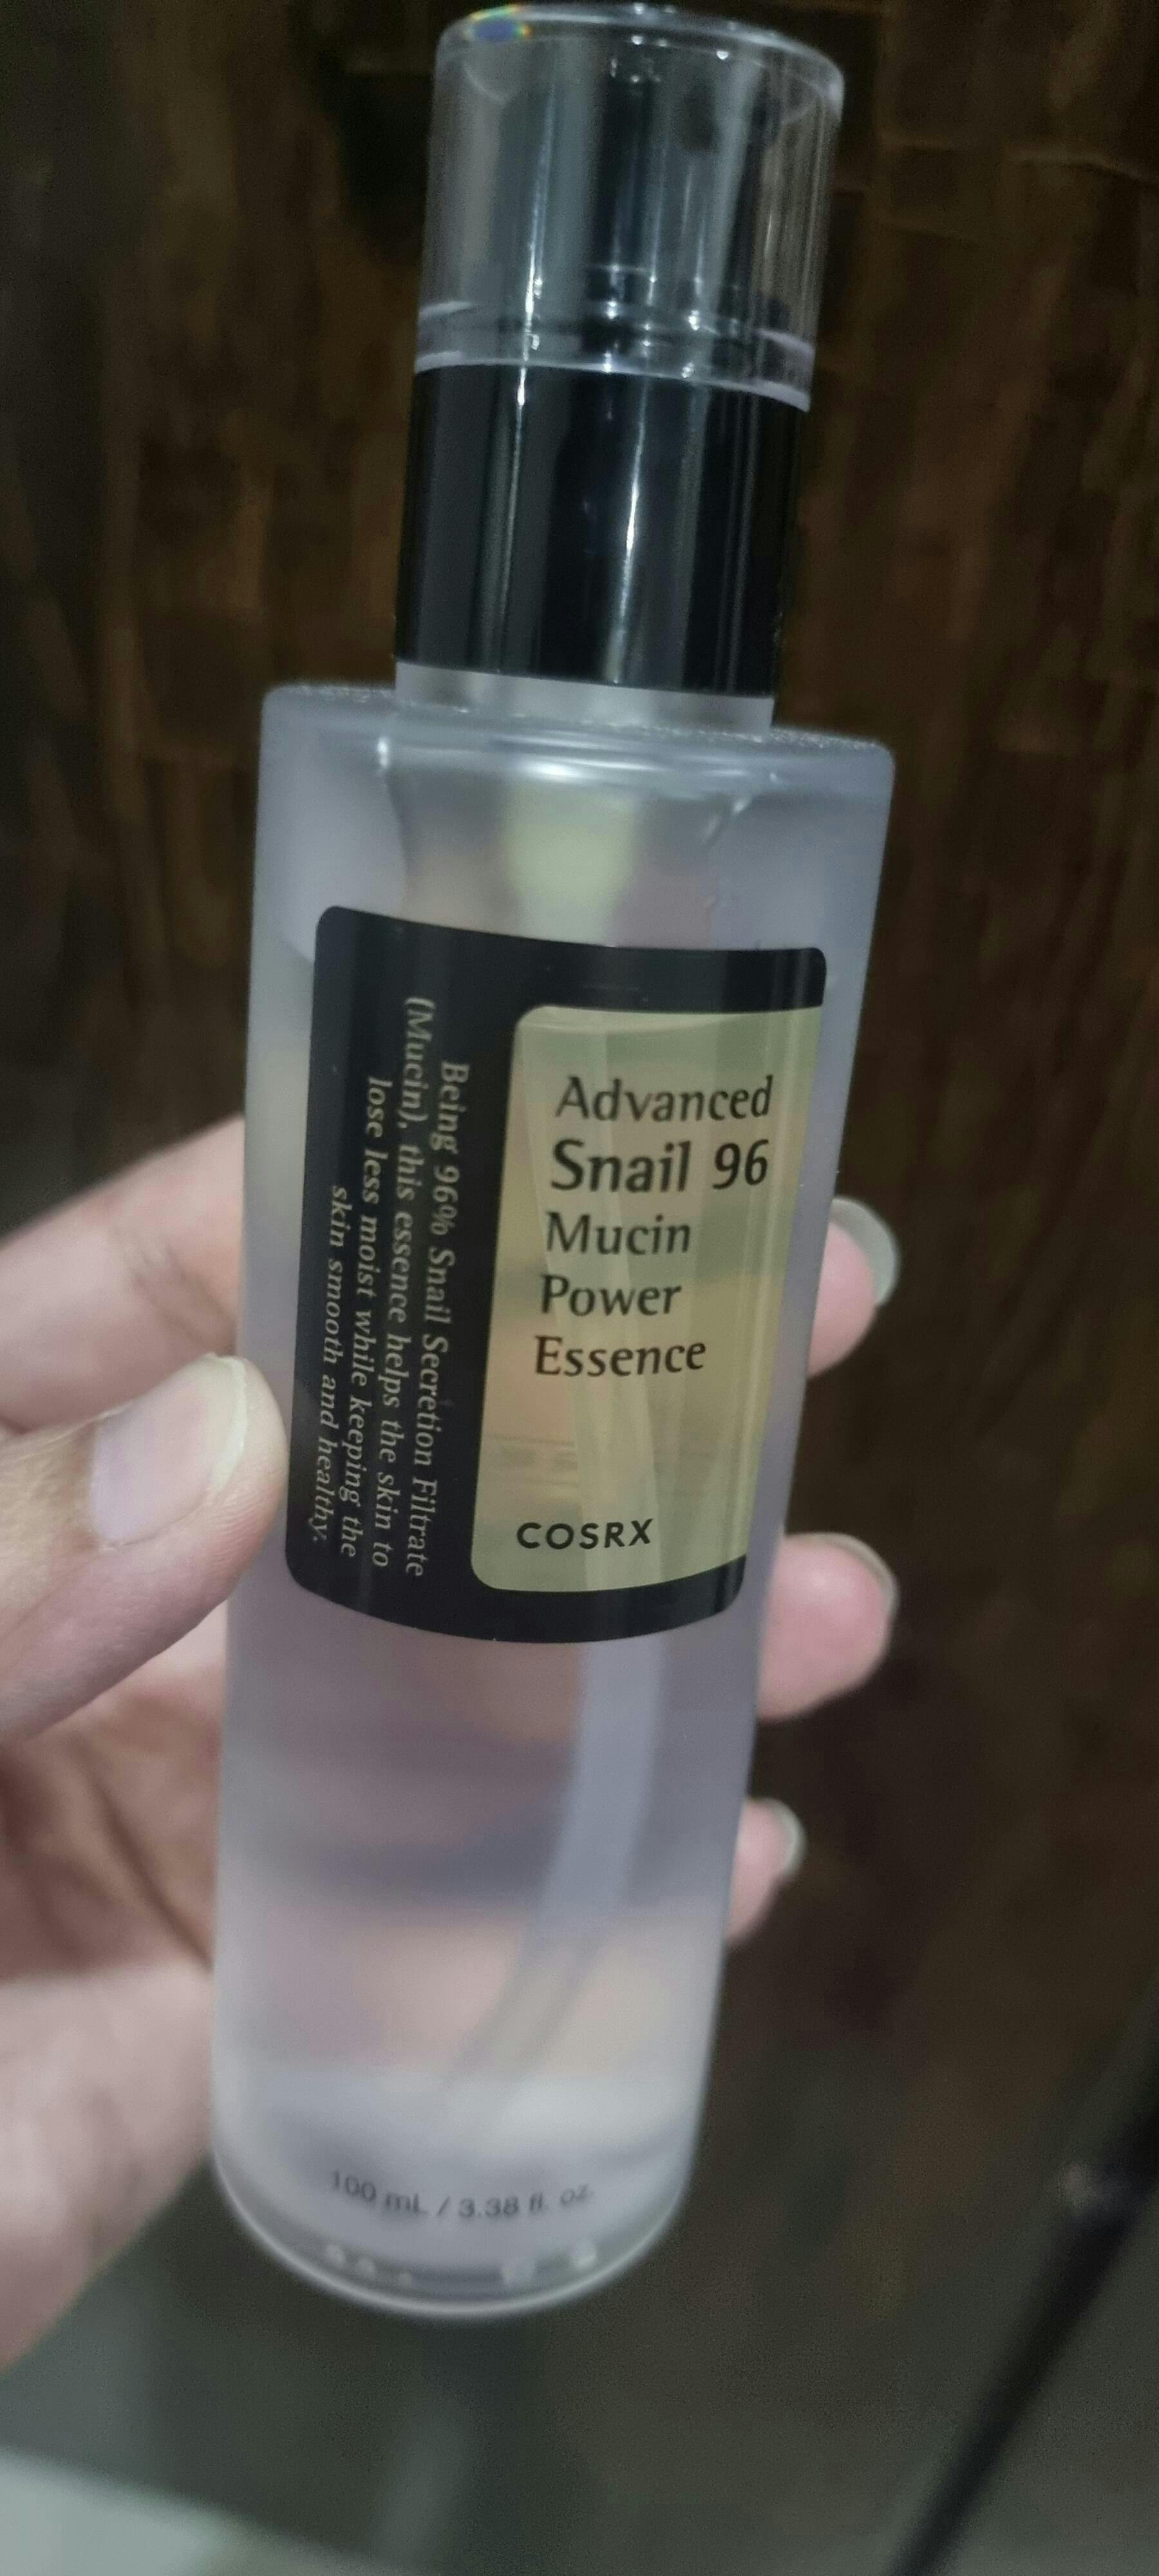 Advanced
Snail 96
Mucin
Power
Essence
COSRX
Being 96% Snail Secretion Filtrate
(Mucin), this essence helps the skin to
lose less moist while keeping the
skin smooth and healthy.
100 mL / 3.38 fl. oz.